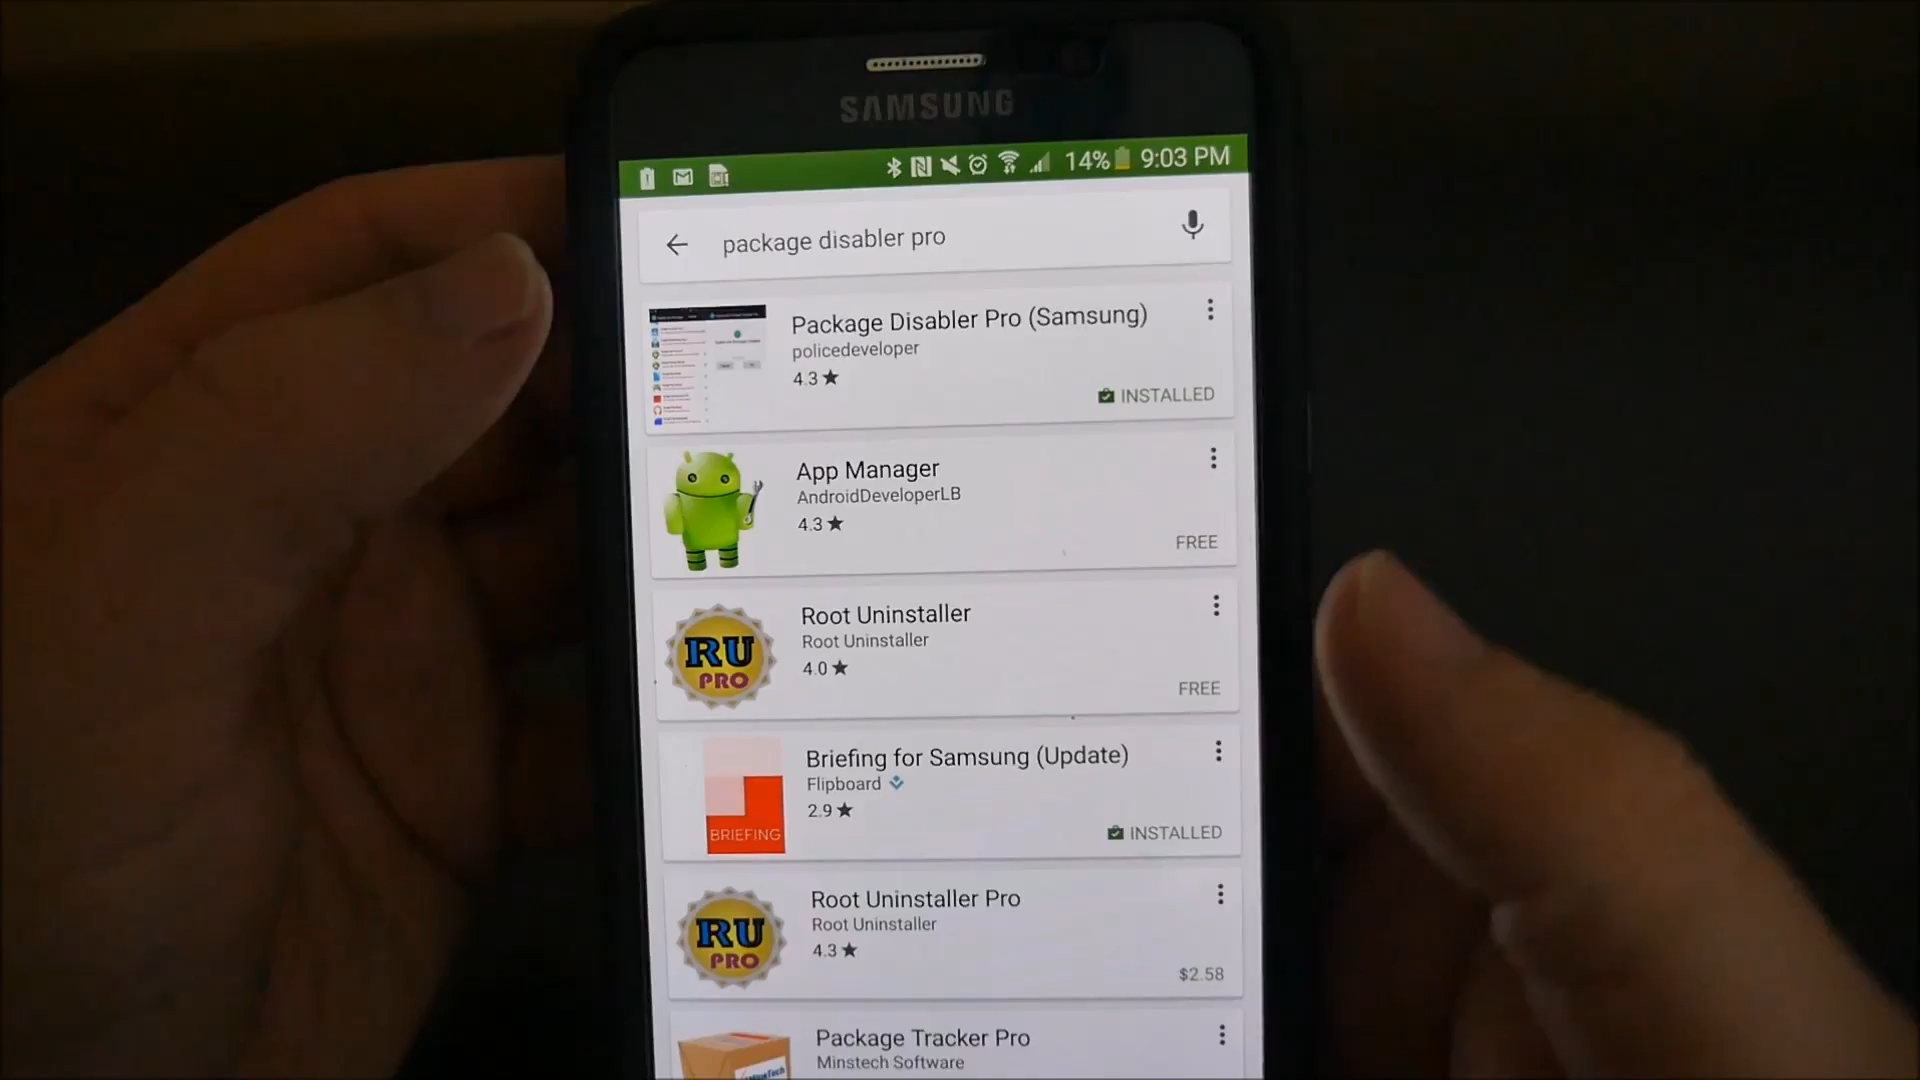 SAMSUNG
14% 9:03 PM
package disabler pro
Package Disabler Pro (Samsung)
policedeveloper
4.3★
INSTALLED
App Manager
AndroidDeveloperLB
4.3★
FREE
Root Uninstaller
Root Uninstaller
4.0★
FREE
RU
PRO
Briefing for Samsung (Update)
Flipboard
2.9★
INSTALLED
BRIEFING
Root Uninstaller Pro
Root Uninstaller
4.3★
$2.58
RU
PRO
Package Tracker Pro
Minstech Software